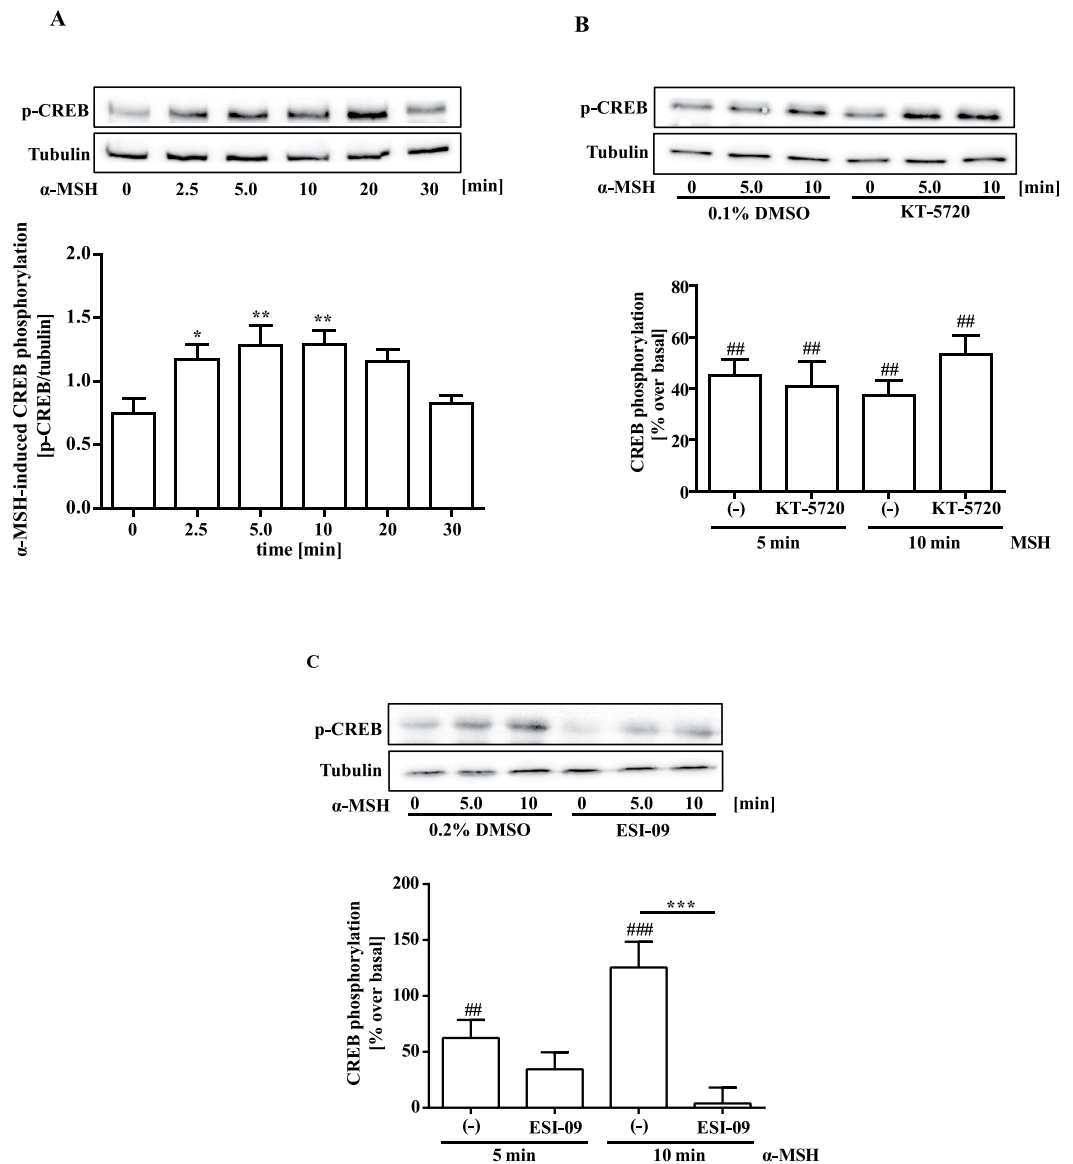 A
p-CREB
Tubulin
α-MSH 0 2.5 5.0 10 20 30 [min]
α-MSH-induced CREB phosphorylation
[p-CREB/tubulin]
2.0
1.5
1.0
0.5
0.0
* ** **
0 2.5 5.0 10 20 30
time [min]
B
p-CREB
Tubulin
α-MSH 0 5.0 10 0 5.0 10 [min]
0.1% DMSO KT-5720
CREB phosphorylation
[% over basal]
80
60
40
20
0
## ## ## ##
(-) KT-5720 (-) KT-5720
5 min 10 min MSH
C
p-CREB
Tubulin
α-MSH 0 5.0 10 0 5.0 10 [min]
0.2% DMSO ESI-09
CREB phosphorylation
[% over basal]
200
150
100
50
0
***
## ###
(-) ESI-09 (-) ESI-09
5 min 10 min α-MSH